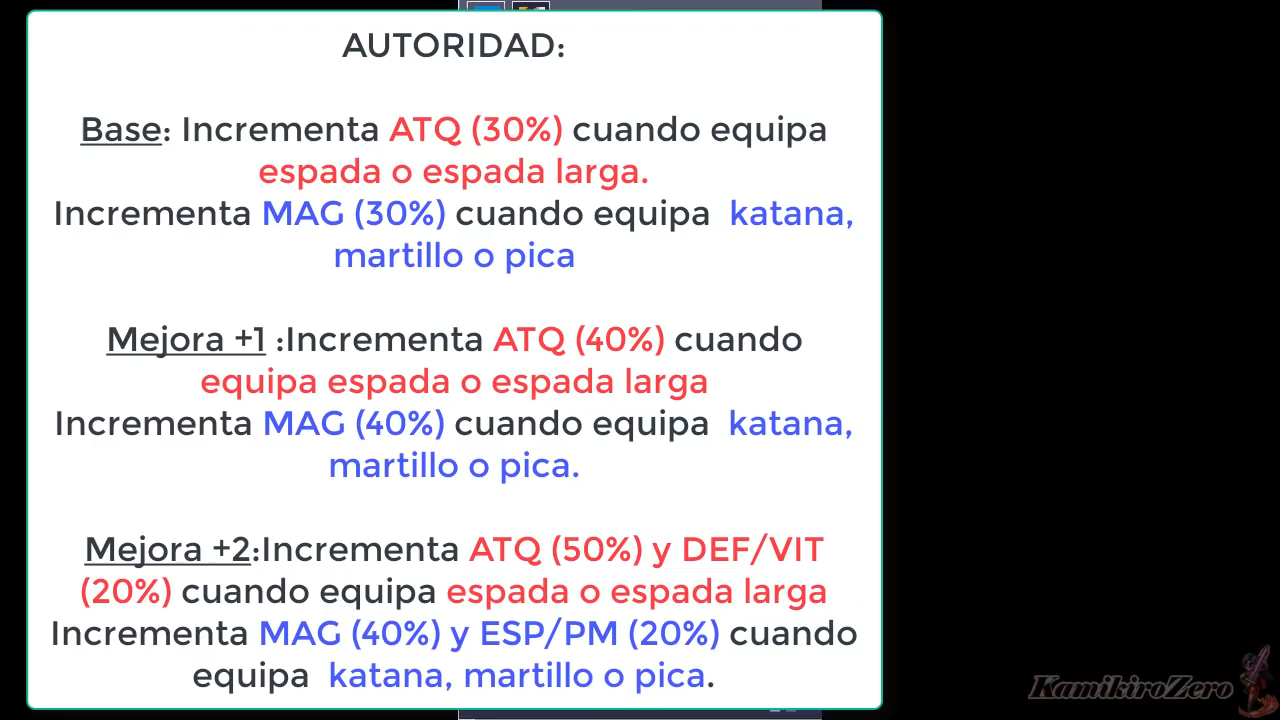 AUTORIDAD:
Base: Incrementa ATQ (30%) cuando equipa
espada o espada larga.
Incrementa MAG (30%) cuando equipa katana,
martillo o pica
Mejora +1 :Incrementa ATQ (40%) cuando
equipa espada o espada larga
Incrementa MAG (40%) cuando equipa katana,
martillo o pica.
Mejora +2:Incrementa ATQ (50%) y DEF/VIT
(20%) cuando equipa espada o espada larga
Incrementa MAG (40%) y ESP/PM (20%) cuando
equipa katana, martillo o pica.
KamikiroZero